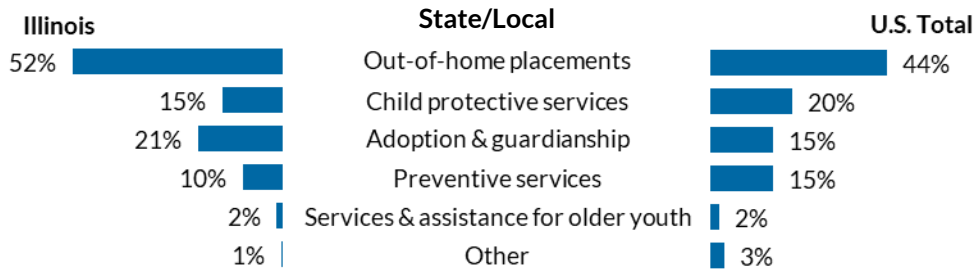 Illinois State/Local U.S. Total
52% Out-of-home placements 44%
15% Child protective services 20%
21% Adoption & guardianship 15%
10% Preventive services 15%
2% Services & assistance for older youth 2%
1% Other 3%